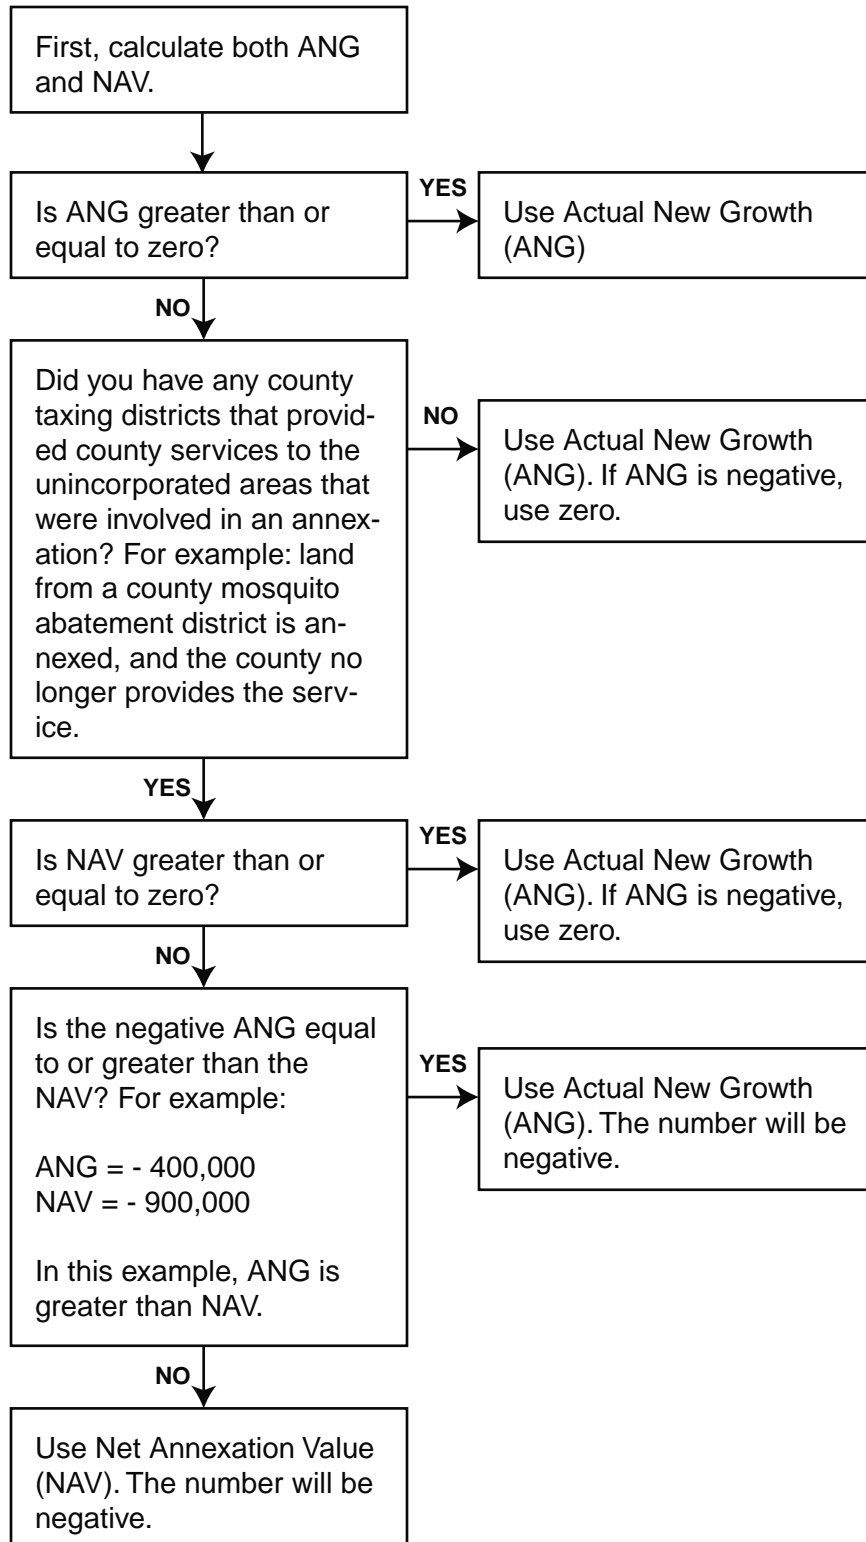 First, calculate both ANG
and NAV.
Is ANG greater than or
equal to zero?
YES
Use Actual New Growth
(ANG)
NO
Did you have any county
taxing districts that provid-
ed county services to the
unincorporated areas that
were involved in an annex-
ation? For example: land
from a county mosquito
abatement district is an-
nexed, and the county no
longer provides the serv-
ice.
NO
Use Actual New Growth
(ANG). If ANG is negative,
use zero.
YES
Is NAV greater than or
equal to zero?
YES
Use Actual New Growth
(ANG). If ANG is negative,
use zero.
NO
Is the negative ANG equal
to or greater than the
NAV? For example:
ANG = - 400,000
NAV = - 900,000
In this example, ANG is
greater than NAV.
YES
Use Actual New Growth
(ANG). The number will be
negative.
NO
Use Net Annexation Value
(NAV). The number will be
negative.